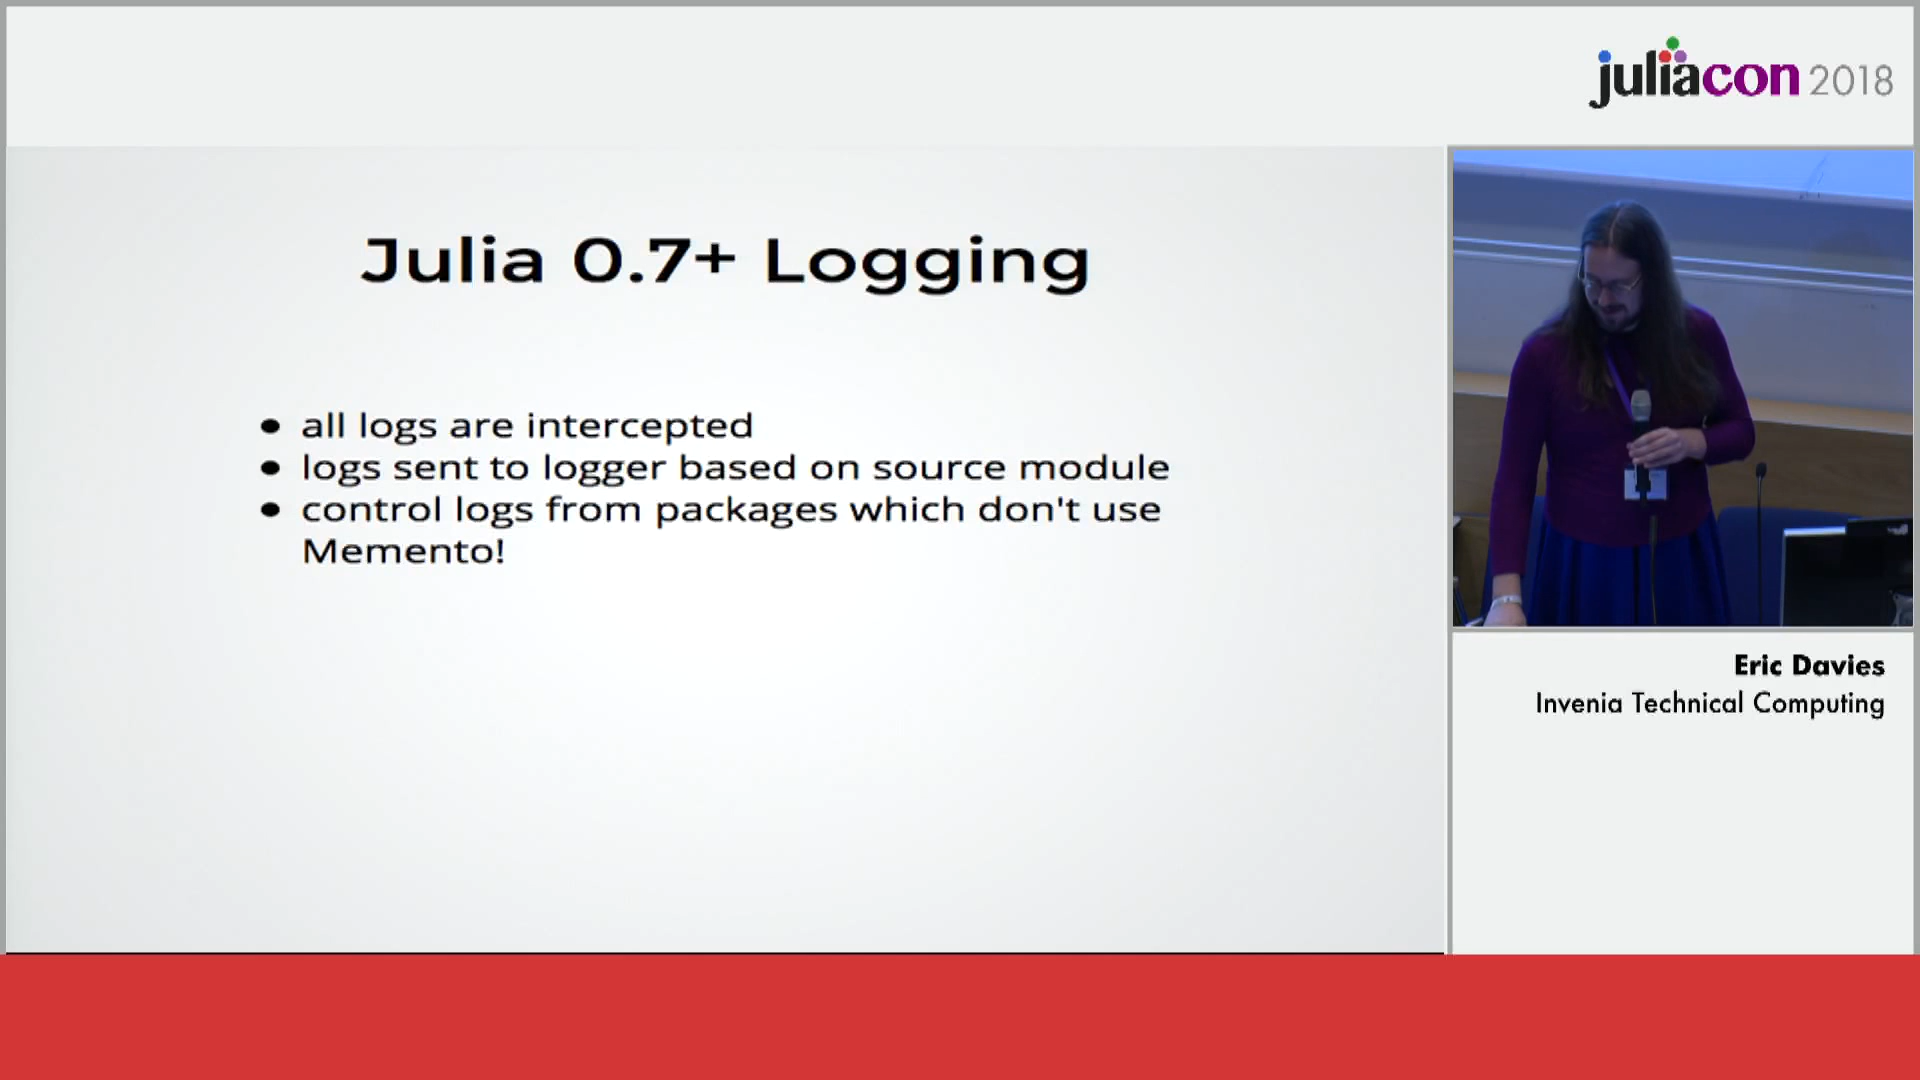 juliacon 2018
Julia 0.7+ Logging
• all logs are intercepted
• logs sent to logger based on source module
• control logs from packages which don't use
Memento!
Eric Davies
Invenia Technical Computing